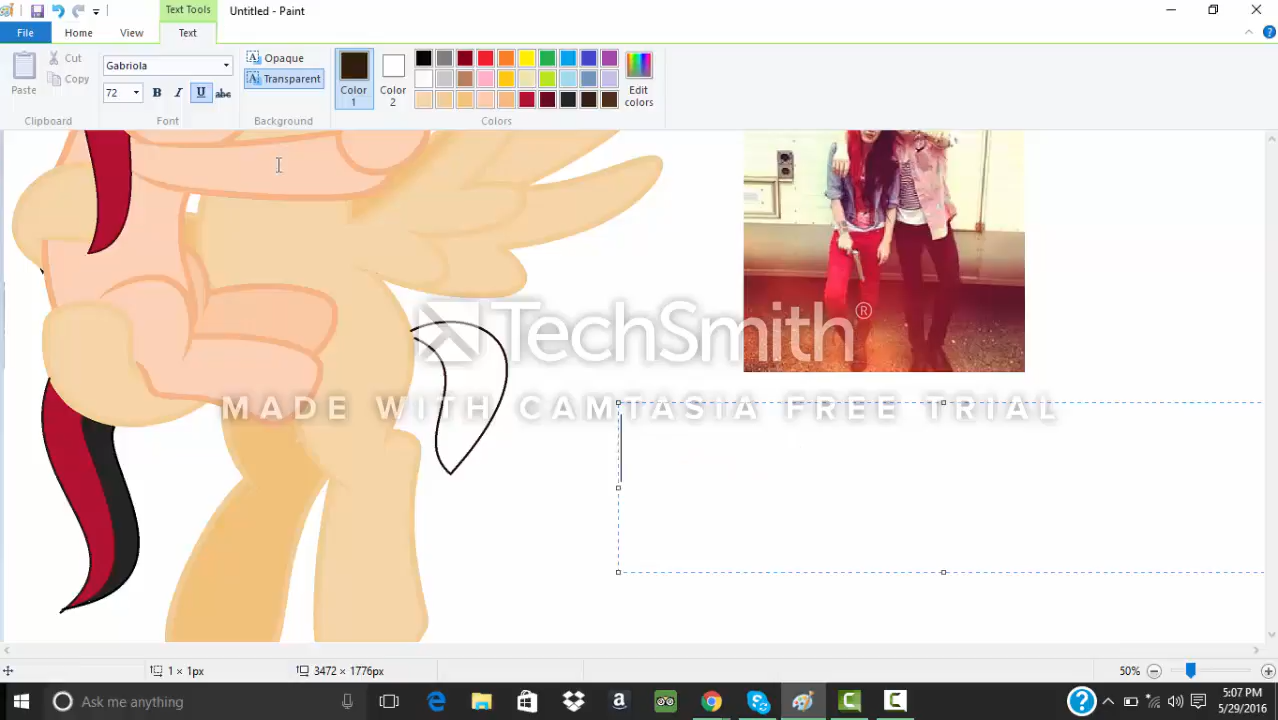 Text Tools
Untitled - Paint
File
Home
View
Text
Paste
Cut
Copy
Clipboard
Gabriola
72
B I U abc
Font
Opaque
Transparent
Background
Color 1
Color 2
Edit colors
Colors
TechSmith®
MADE WITH CAMTASIA FREE TRIAL
1 × 1px
3472 × 1776px
50%
Ask me anything
5:07 PM
5/29/2016